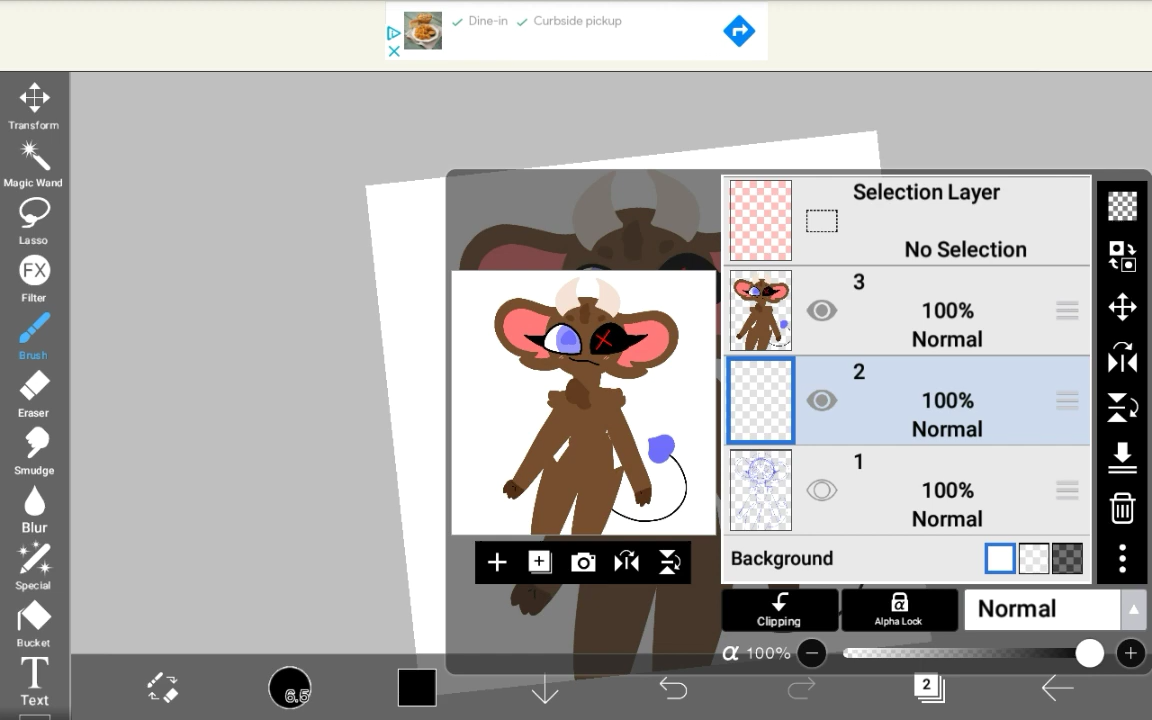 Dine-in Curbside pickup
Transform
Magic Wand
Lasso
FX
Filter
Brush
Eraser
Smudge
Blur
Special
Bucket
T
Text
Selection Layer
No Selection
3
100%
Normal
2
100%
Normal
1
100%
Normal
Background
Clipping
α
Alpha Lock
Normal
α 100%
6.5
2